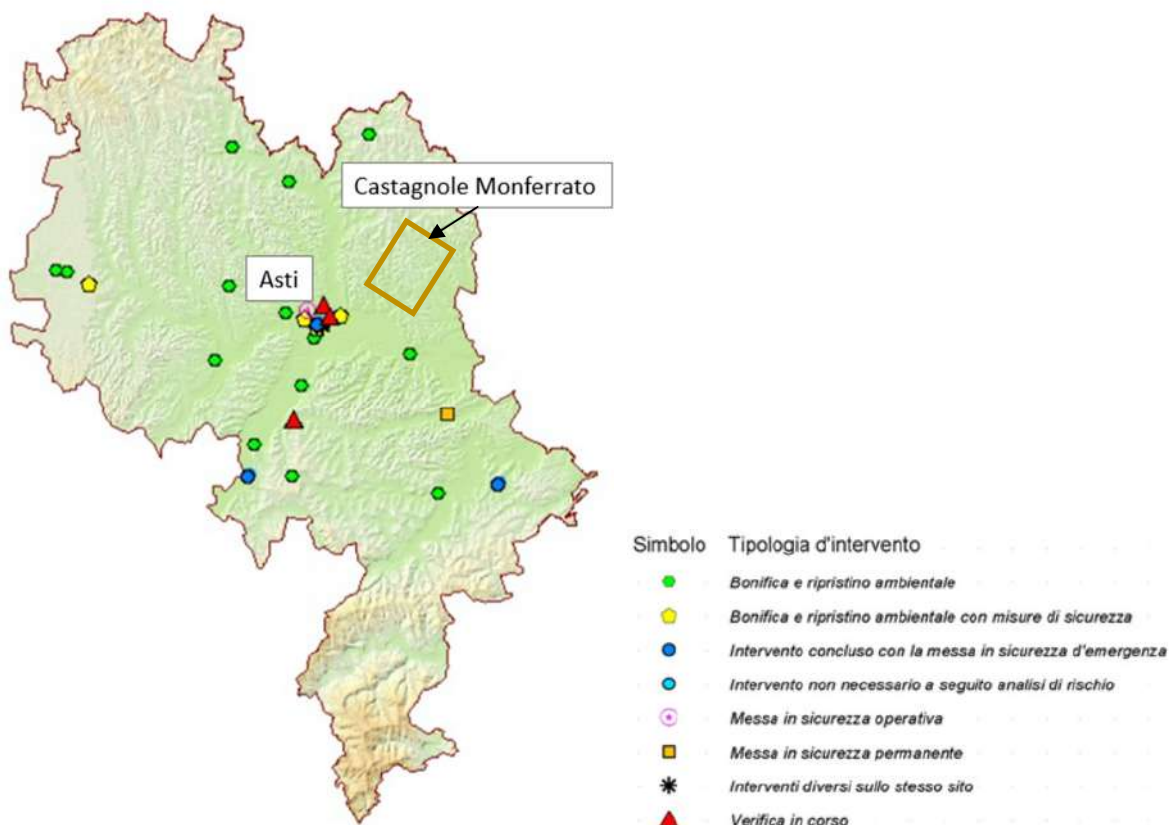 Castagnole Monferrato
Asti
Simbolo Tipologia d'intervento
Bonifica e ripristino ambientale
Bonifica e ripristino ambientale con misure di sicurezza
Intervento concluso con la messa in sicurezza d'emergenza
Intervento non necessario a seguito analisi di rischio
Messa in sicurezza operativa
Messa in sicurezza permanente
Interventi diversi sullo stesso sito
Verifica in corso